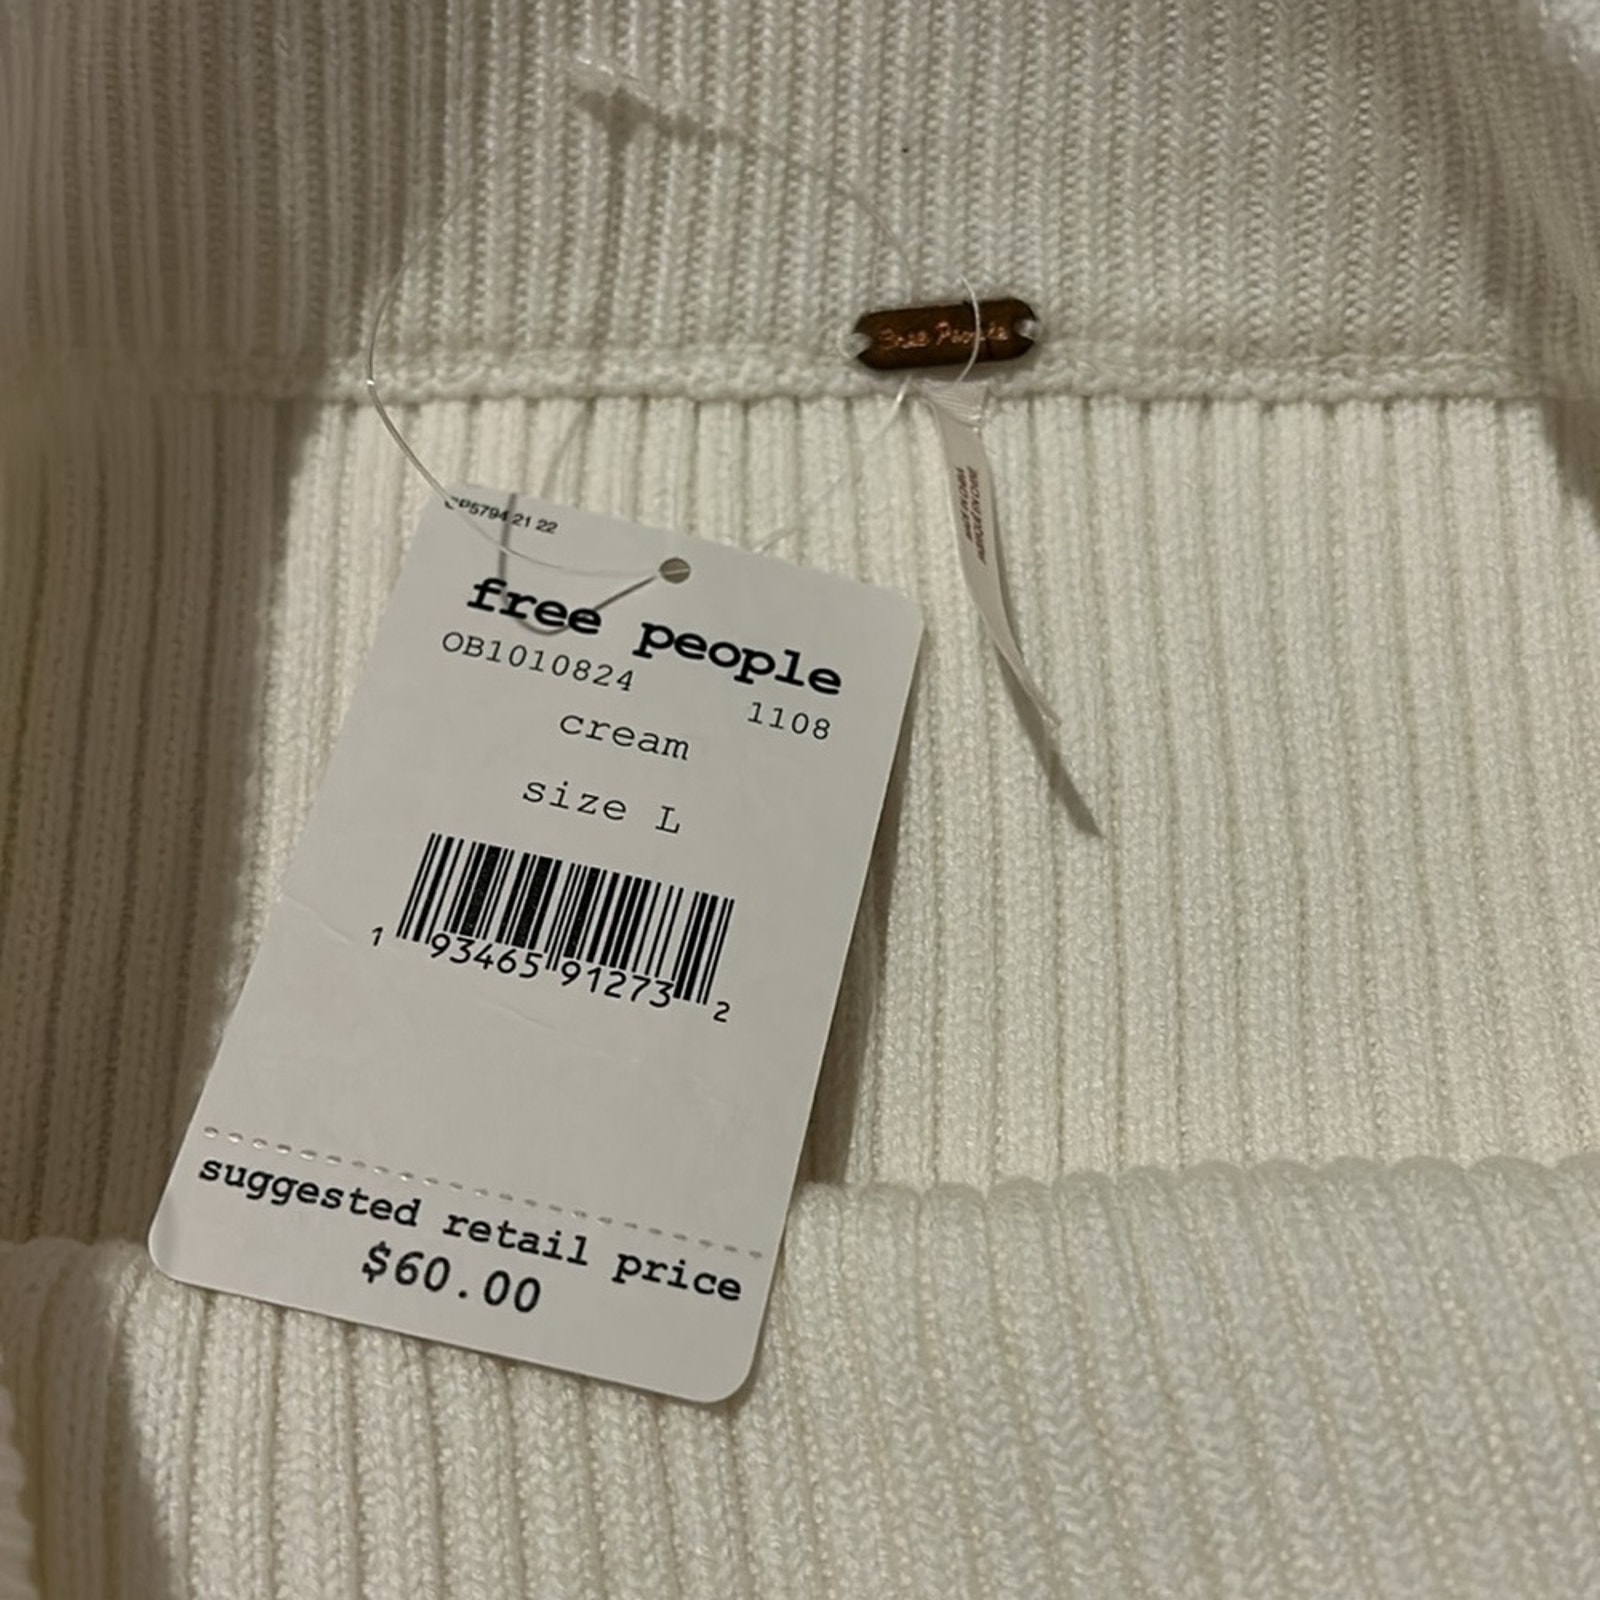 5794 21 22
free people
OB1010824
1108
cream
size L
1 93465 91273 2
suggested retail price
$60.00
Free People